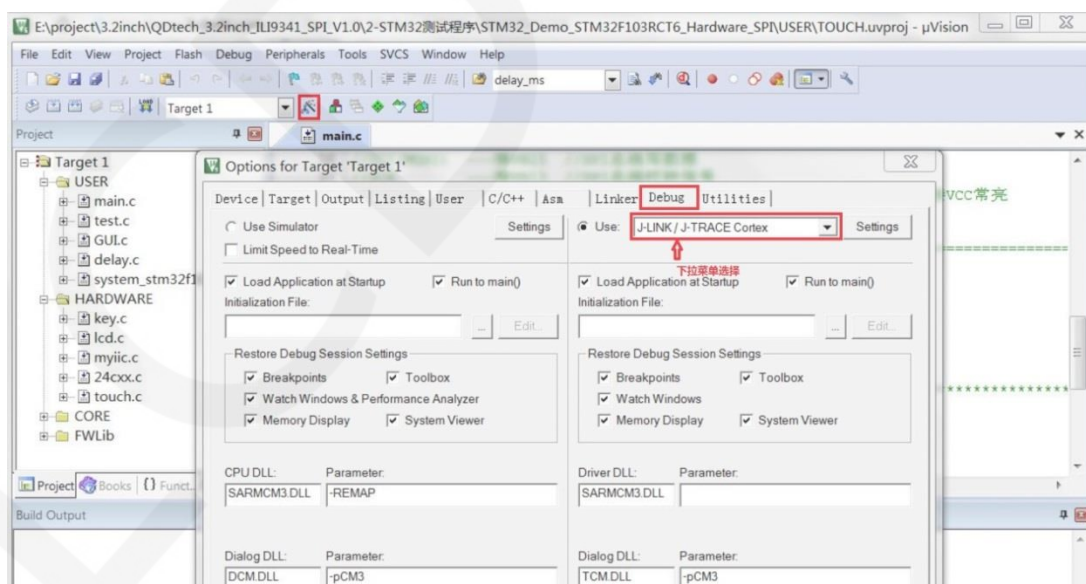 E:\project\3.2inch\QDtech_3.2inch_ILI9341_SPI_V1.0\2-STM32测试程序\STM32_Demo_STM32F103RCT6_Hardware_SPI\USER\TOUCH.uvproj - µVision
File Edit View Project Flash Debug Peripherals Tools SVCS Window Help
delay_ms
Target 1
Project
main.c
Target 1
USER
main.c
test.c
GUI.c
delay.c
system_stm32f1
HARDWARE
key.c
lcd.c
myiic.c
24cxx.c
touch.c
CORE
FWLib
Project Books {} Funct...
Build Output
VCC常亮
==============
**************
Options for Target 'Target 1'
Device Target Output Listing User C/C++ Asm Linker Debug Utilities
Use Simulator Settings
Limit Speed to Real-Time
Load Application at Startup Run to main()
Initialization File:
... Edit...
Restore Debug Session Settings
Breakpoints Toolbox
Watch Windows & Performance Analyzer
Memory Display System Viewer
CPU DLL: Parameter:
SARMCM3.DLL -REMAP
Dialog DLL: Parameter:
DCM.DLL -pCM3
Use: J-LINK / J-TRACE Cortex Settings
下拉菜单选择
Load Application at Startup Run to main()
Initialization File:
... Edit...
Restore Debug Session Settings
Breakpoints Toolbox
Watch Windows
Memory Display System Viewer
Driver DLL: Parameter:
SARMCM3.DLL
Dialog DLL: Parameter:
TCM.DLL -pCM3